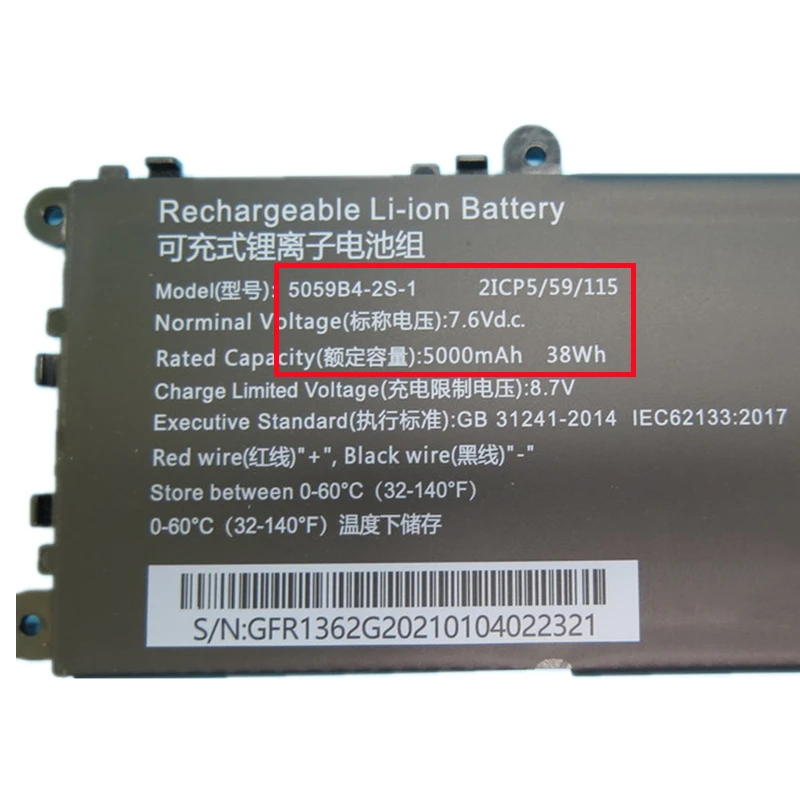 Rechargeable Li-ion Battery
可充式锂离子电池组
Model(型号): 5059B4-2S-1 2ICP5/59/115
Norminal Voltage(标称电压):7.6Vd.c.
Rated Capacity(额定容量):5000mAh 38Wh
Charge Limited Voltage(充电限制电压):8.7V
Executive Standard(执行标准):GB 31241-2014 IEC62133:2017
Red wire(红线)"+", Black wire(黑线)"-"
Store between 0-60°C（32-140°F）
0-60°C（32-140°F）温度下储存
S/N:GFR1362G20210104022321